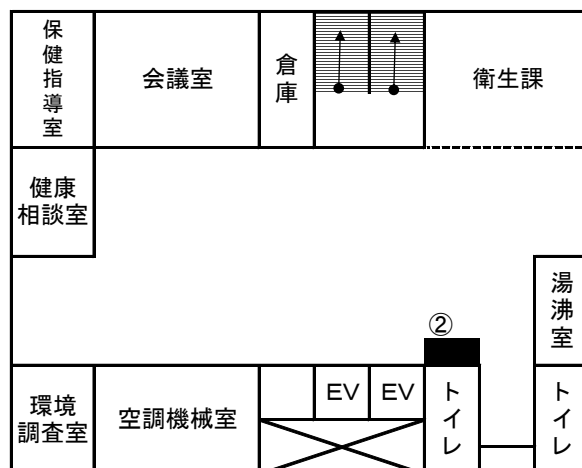 保健指導室
会議室
倉庫
衛生課
健康
相談室
湯沸室
②
環境
調査室
空調機械室
EV
EV
トイレ
トイレ